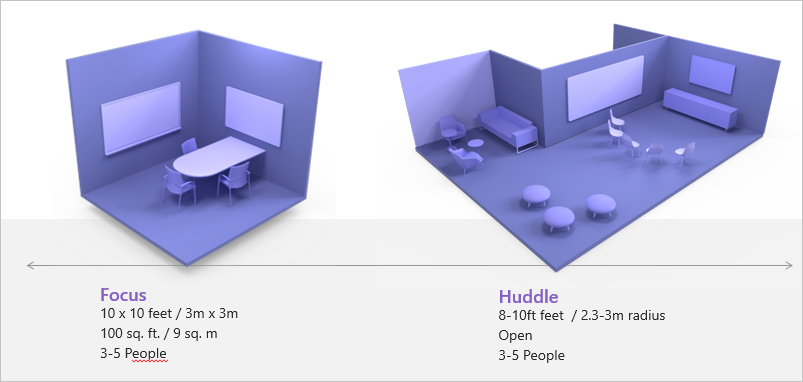 Focus
10 x 10 feet / 3m x 3m
100 sq. ft. / 9 sq. m
3-5 People
Huddle
8-10ft feet  / 2.3-3m radius
Open
3-5 People